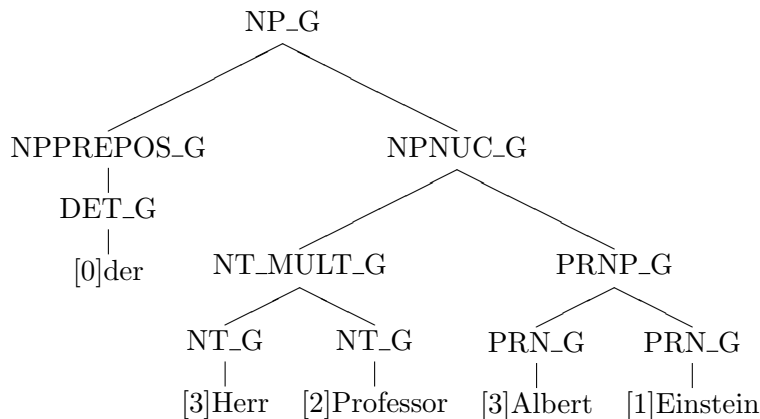 NP_G
NPPREPOS_G NPNUC_G
DET_G
[0]der NT_MULT_G PRNP_G
NT_G NT_G PRN_G PRN_G
[3]Herr [2]Professor [3]Albert [1]Einstein